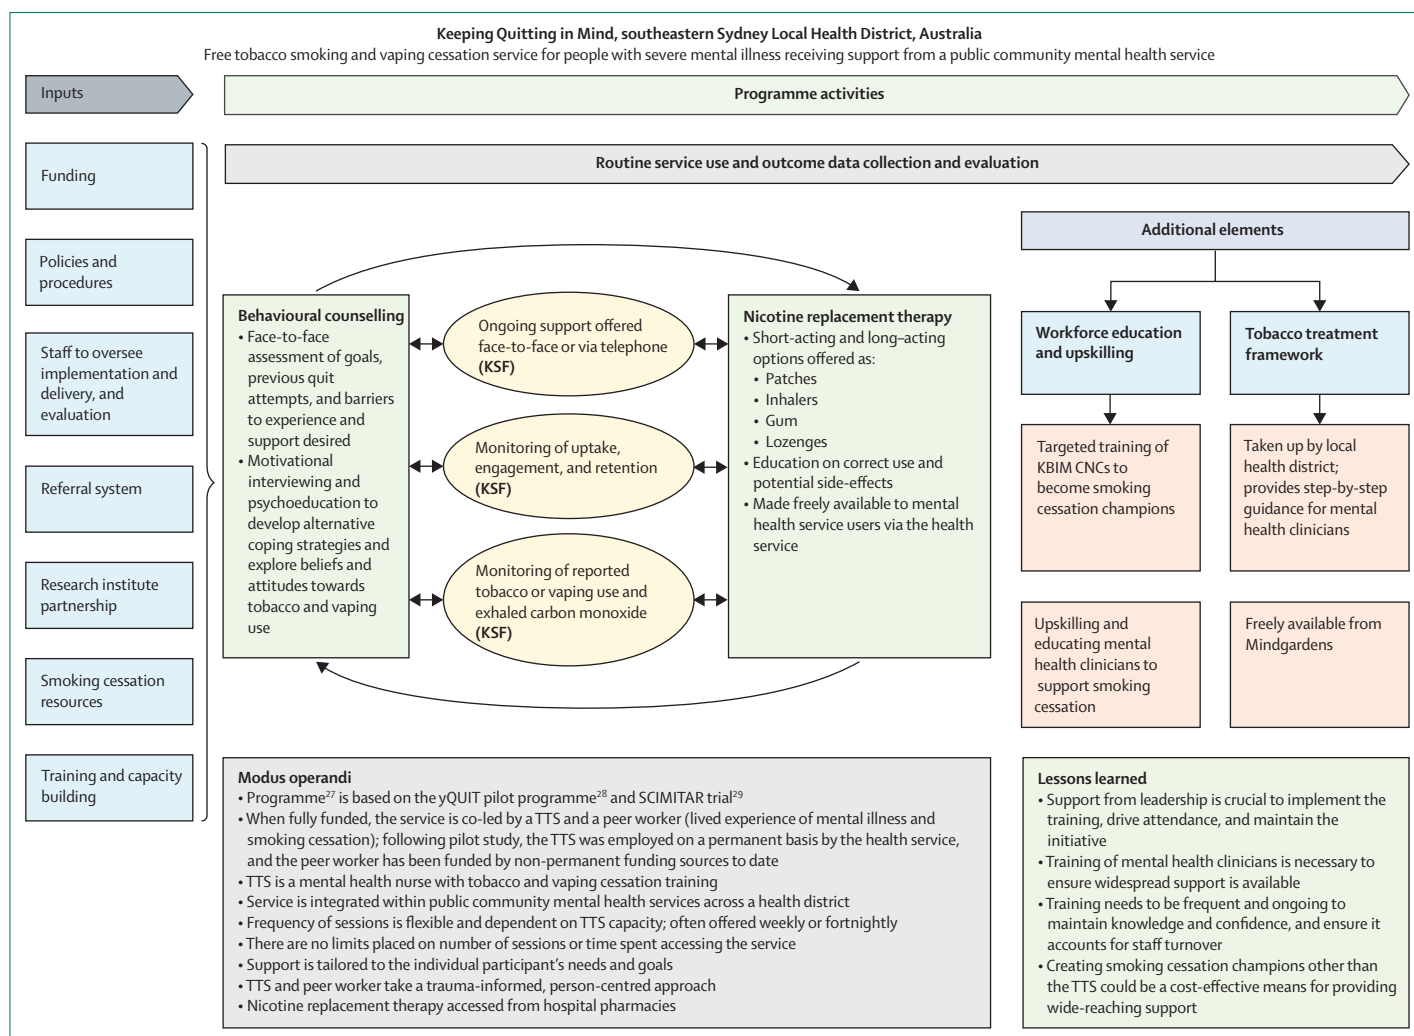 Keeping Quitting in Mind, southeastern Sydney Local Health District, Australia
Free tobacco smoking and vaping cessation service for people with severe mental illness receiving support from a public community mental health service
Inputs
Programme activities
Funding
Policies and
procedures
Staff to oversee
implementation and
delivery, and
evaluation
Referral system
Research institute
partnership
Smoking cessation
resources
Training and capacity
building
Routine service use and outcome data collection and evaluation
Behavioural counselling
• Face-to-face
assessment of goals,
previous quit
attempts, and barriers
to experience and
support desired
• Motivational
interviewing and
psychoeducation to
develop alternative
coping strategies and
explore beliefs and
attitudes towards
tobacco and vaping
use
Ongoing support offered
face-to-face or via telephone
(KSF)
Monitoring of uptake,
engagement, and retention
(KSF)
Monitoring of reported
tobacco or vaping use and
exhaled carbon monoxide
(KSF)
Nicotine replacement therapy
• Short-acting and long–acting
options offered as:
• Patches
• Inhalers
• Gum
• Lozenges
• Education on correct use and
potential side-effects
• Made freely available to mental
health service users via the health
service
Additional elements
Workforce education
and upskilling
Targeted training of
KBIM CNCs to
become smoking
cessation champions
Upskilling and
educating mental
health clinicians to
support smoking
cessation
Tobacco treatment
framework
Taken up by local
health district;
provides step-by-step
guidance for mental
health clinicians
Freely available from
Mindgardens
Modus operandi
• Programme²⁷ is based on the yQUIT pilot programme²⁸ and SCIMITAR trial²⁹
• When fully funded, the service is co-led by a TTS and a peer worker (lived experience of mental illness and
smoking cessation); following pilot study, the TTS was employed on a permanent basis by the health service,
and the peer worker has been funded by non-permanent funding sources to date
• TTS is a mental health nurse with tobacco and vaping cessation training
• Service is integrated within public community mental health services across a health district
• Frequency of sessions is flexible and dependent on TTS capacity; often offered weekly or fortnightly
• There are no limits placed on number of sessions or time spent accessing the service
• Support is tailored to the individual participant's needs and goals
• TTS and peer worker take a trauma-informed, person-centred approach
• Nicotine replacement therapy accessed from hospital pharmacies
Lessons learned
• Support from leadership is crucial to implement the
training, drive attendance, and maintain the
initiative
• Training of mental health clinicians is necessary to
ensure widespread support is available
• Training needs to be frequent and ongoing to
maintain knowledge and confidence, and ensure it
accounts for staff turnover
• Creating smoking cessation champions other than
the TTS could be a cost-effective means for providing
wide-reaching support